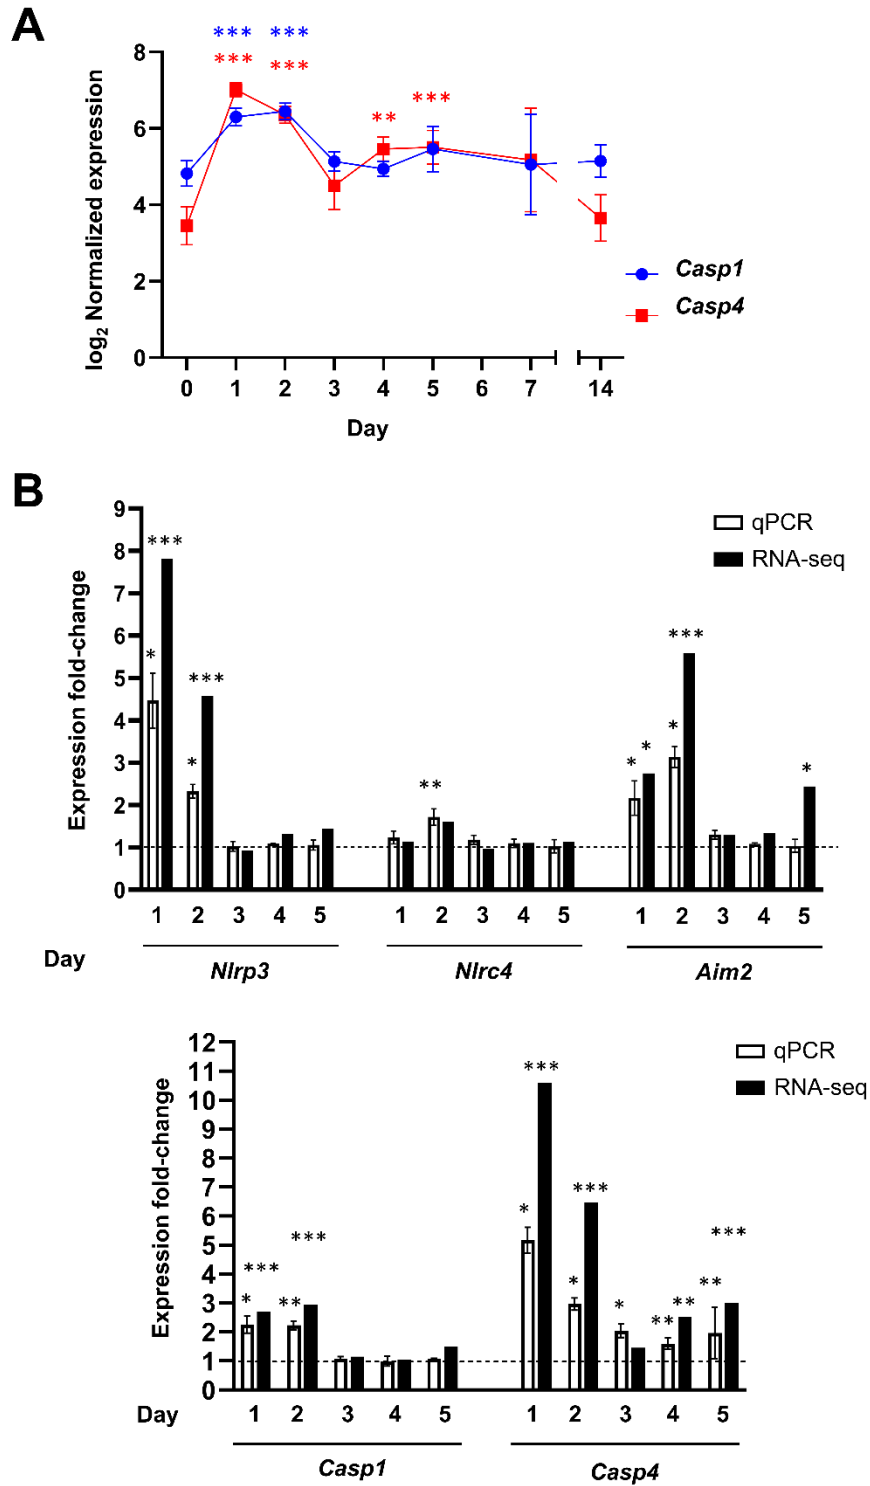 A
*** ***
*** ***
** ***
8
6
4
2
0
log2 Normalized expression
0 1 2 3 4 5 6 7 14
Day
Casp1
Casp4
B
9
8
7
6
5
4
3
2
1
0
Expression fold-change
qPCR
RNA-seq
* *** * *** ** * * * *** *
1 2 3 4 5 1 2 3 4 5 1 2 3 4 5
Day
Nlrp3 Nlrc4 Aim2
12
11
10
9
8
7
6
5
4
3
2
1
0
Expression fold-change
qPCR
RNA-seq
* *** ** *** * *** * *** * ** ** ** ***
Day 1 2 3 4 5 1 2 3 4 5
Casp1 Casp4